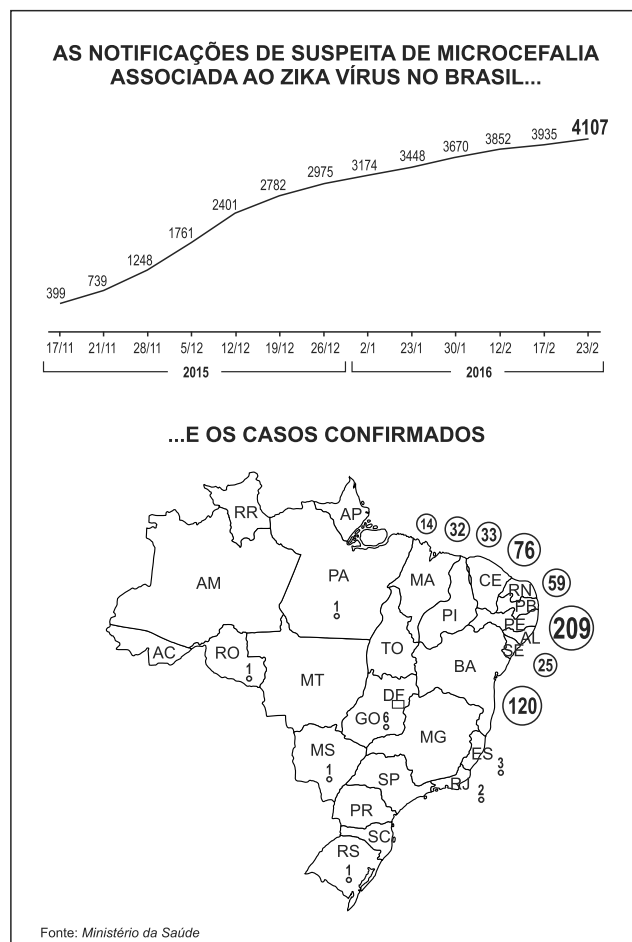 AS NOTIFICAÇÕES DE SUSPEITA DE MICROCEFALIA
ASSOCIADA AO ZIKA VÍRUS NO BRASIL...
399 739 1248 1761 2401 2782 2975 3174 3448 3670 3852 3935 4107
17/11 21/11 28/11 5/12 12/12 19/12 26/12 2/1 23/1 30/1 12/2 17/2 23/2
2015 2016
...E OS CASOS CONFIRMADOS
RR AP 14 32 33 76
AM PA MA CE RN 59
1 PI PB
PE 209
AC RO TO AL
1 MT BA SE 25
DF 120
GO 6
MS MG
1 SP ES 3
RJ 2
PR
SC
RS
1
Fonte: Ministério da Saúde